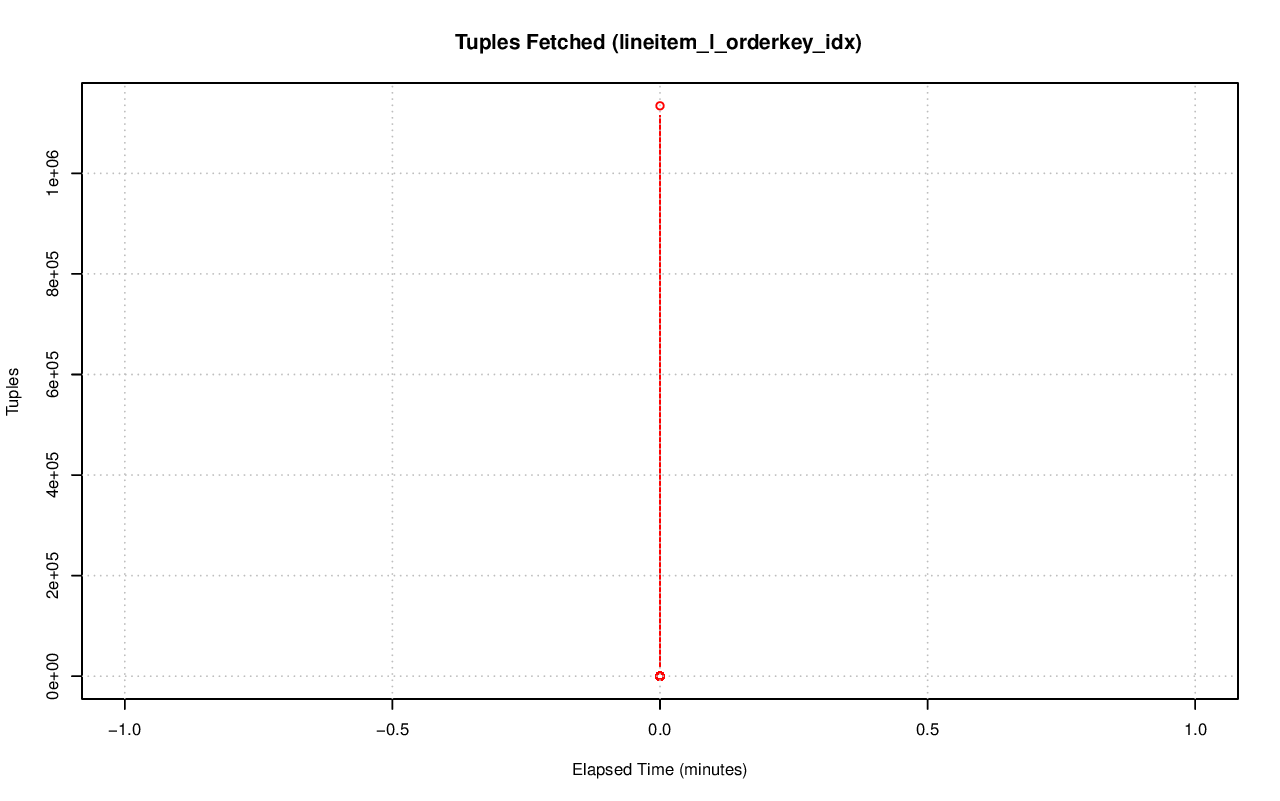 Tuples Fetched (lineitem_l_orderkey_idx)
Tuples
1e+06
8e+05
6e+05
4e+05
2e+05
0e+00
−1.0 −0.5 0.0 0.5 1.0
Elapsed Time (minutes)